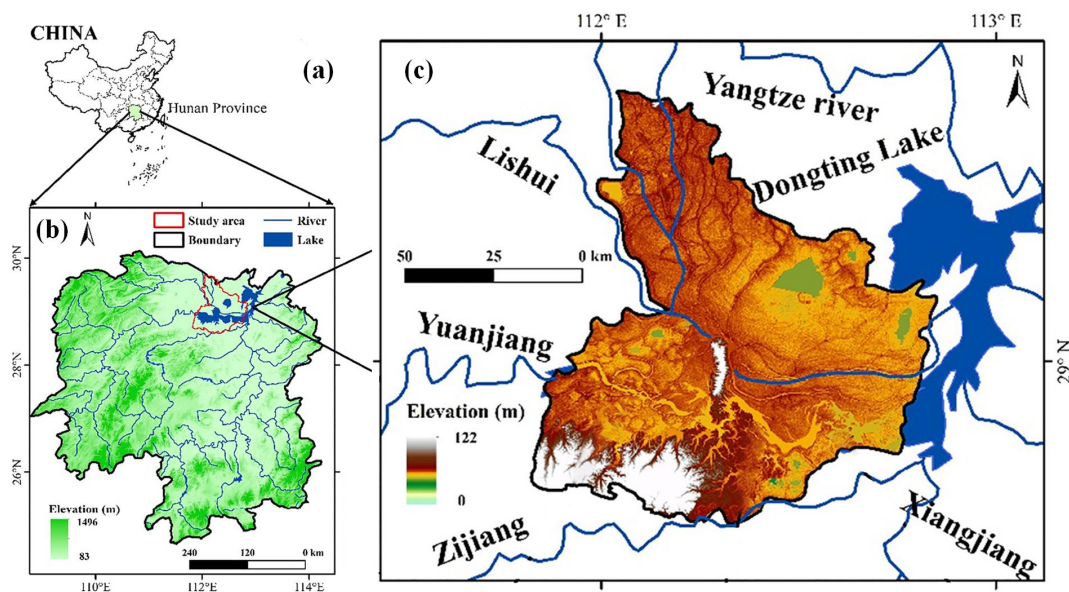 CHINA
(a)
Hunan Province
(b)
N
Study area
River
Boundary
Lake
30°N
28°N
26°N
Elevation (m)
1496
83
240 120 0 km
110°E 112°E 114°E
(c)
112° E 113° E
N
Yangtze river
Lishui
Dongting Lake
50 25 0 km
Yuanjiang
29° N
Elevation (m)
122
0
Zijiang
Xiangjiang